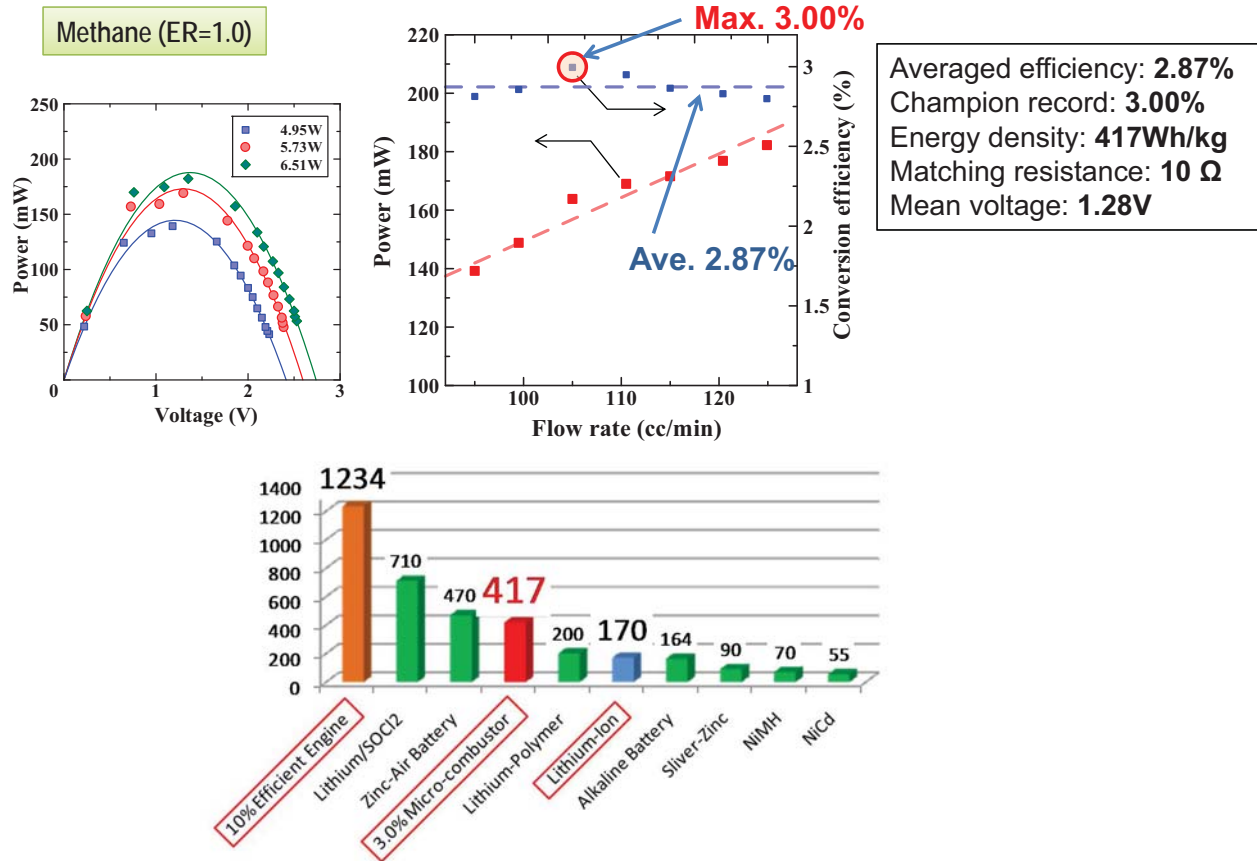 Methane (ER=1.0)
250
200
150
100
50
0
0
1
2
3
Power (mW)
Voltage (V)
4.95W
5.73W
6.51W
Max. 3.00%
220
200
180
160
140
120
100
Power (mW)
100
110
120
Flow rate (cc/min)
3
2
2
1
1
Conversion efficiency (%)
Ave. 2.87%
Averaged efficiency: 2.87%
Champion record: 3.00%
Energy density: 417Wh/kg
Matching resistance: 10 Ω
Mean voltage: 1.28V
1400
1200
1000
800
600
400
200
0
1234
710
470
417
200
170
164
90
70
55
10% Efficient Engine
Lithium/SOCl2
Zinc-Air Battery
3.0% Micro-combustor
Lithium-Polymer
Lithium-Ion
Alkaline Battery
Sliver-Zinc
NiMH
NiCd